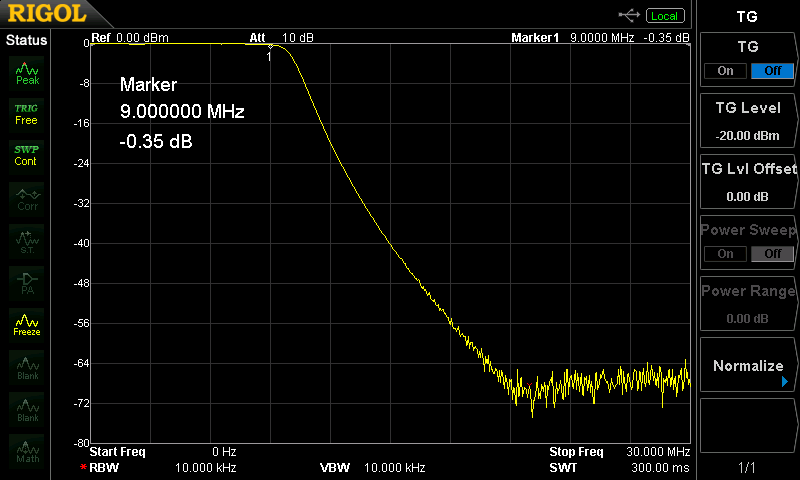 RIGOL
Local
TG
Status
Ref 0.00 dBm Att 10 dB Marker1 9.0000 MHz -0.35 dB
Peak
TRIG
Free
SWP
Cont
Corr
S.T.
PA
Freeze
Blank
Blank
Math
0
-8
-16
-24
-32
-40
-48
-56
-64
-72
-80
1
Marker
9.000000 MHz
-0.35 dB
Start Freq 0 Hz Stop Freq 30.000 MHz
RBW 10.000 kHz VBW 10.000 kHz SWT 300.00 ms
TG
On Off
TG Level
-20.00 dBm
TG Lvl Offset
0.00 dB
Power Sweep
On Off
Power Range
0.00 dB
Normalize
1/1